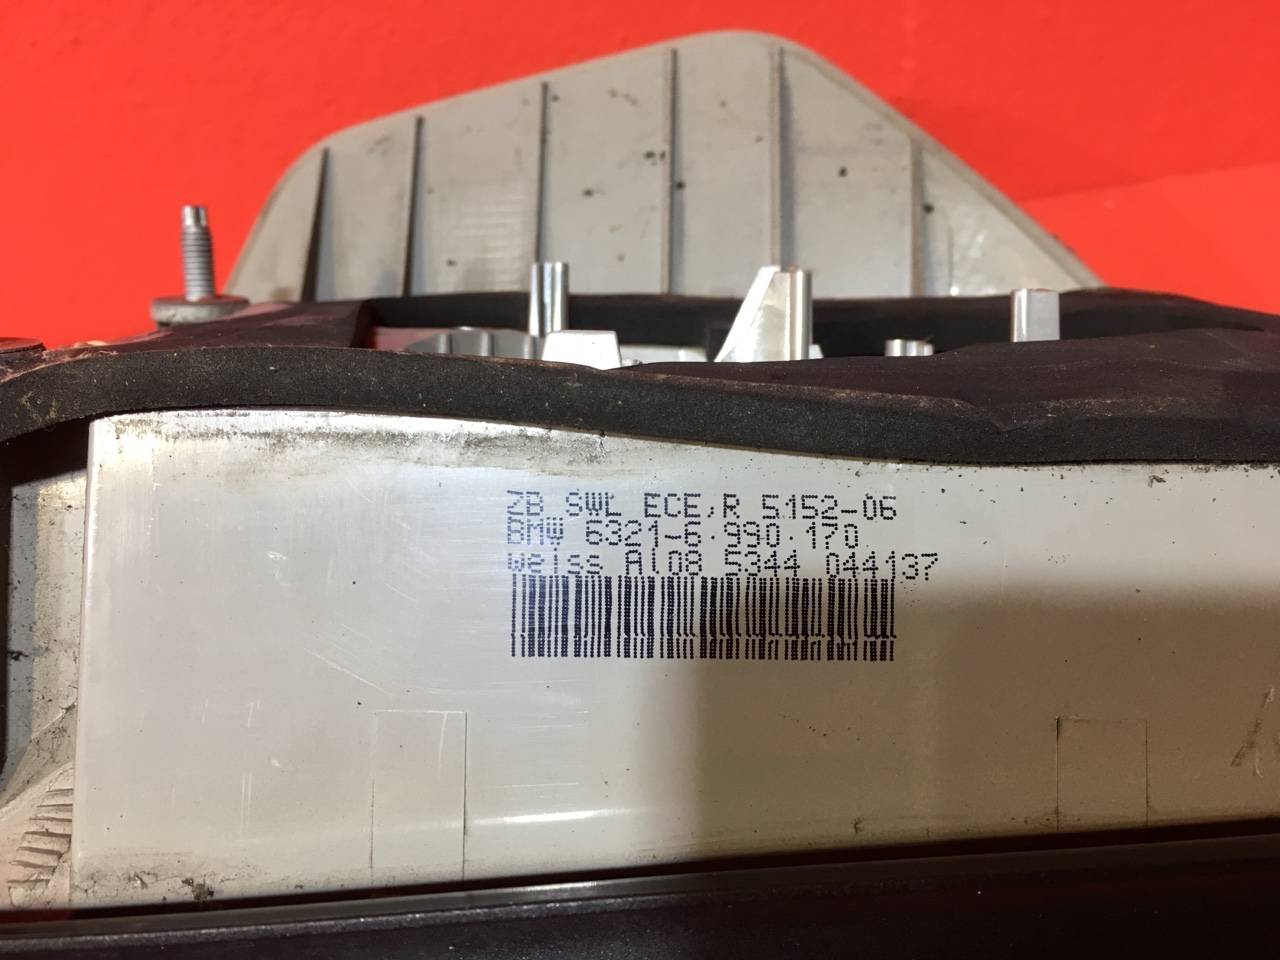 ZB SWL ECE,R 5152-06
BMW 6321-6.990.170
weiss Al08 5344 044137